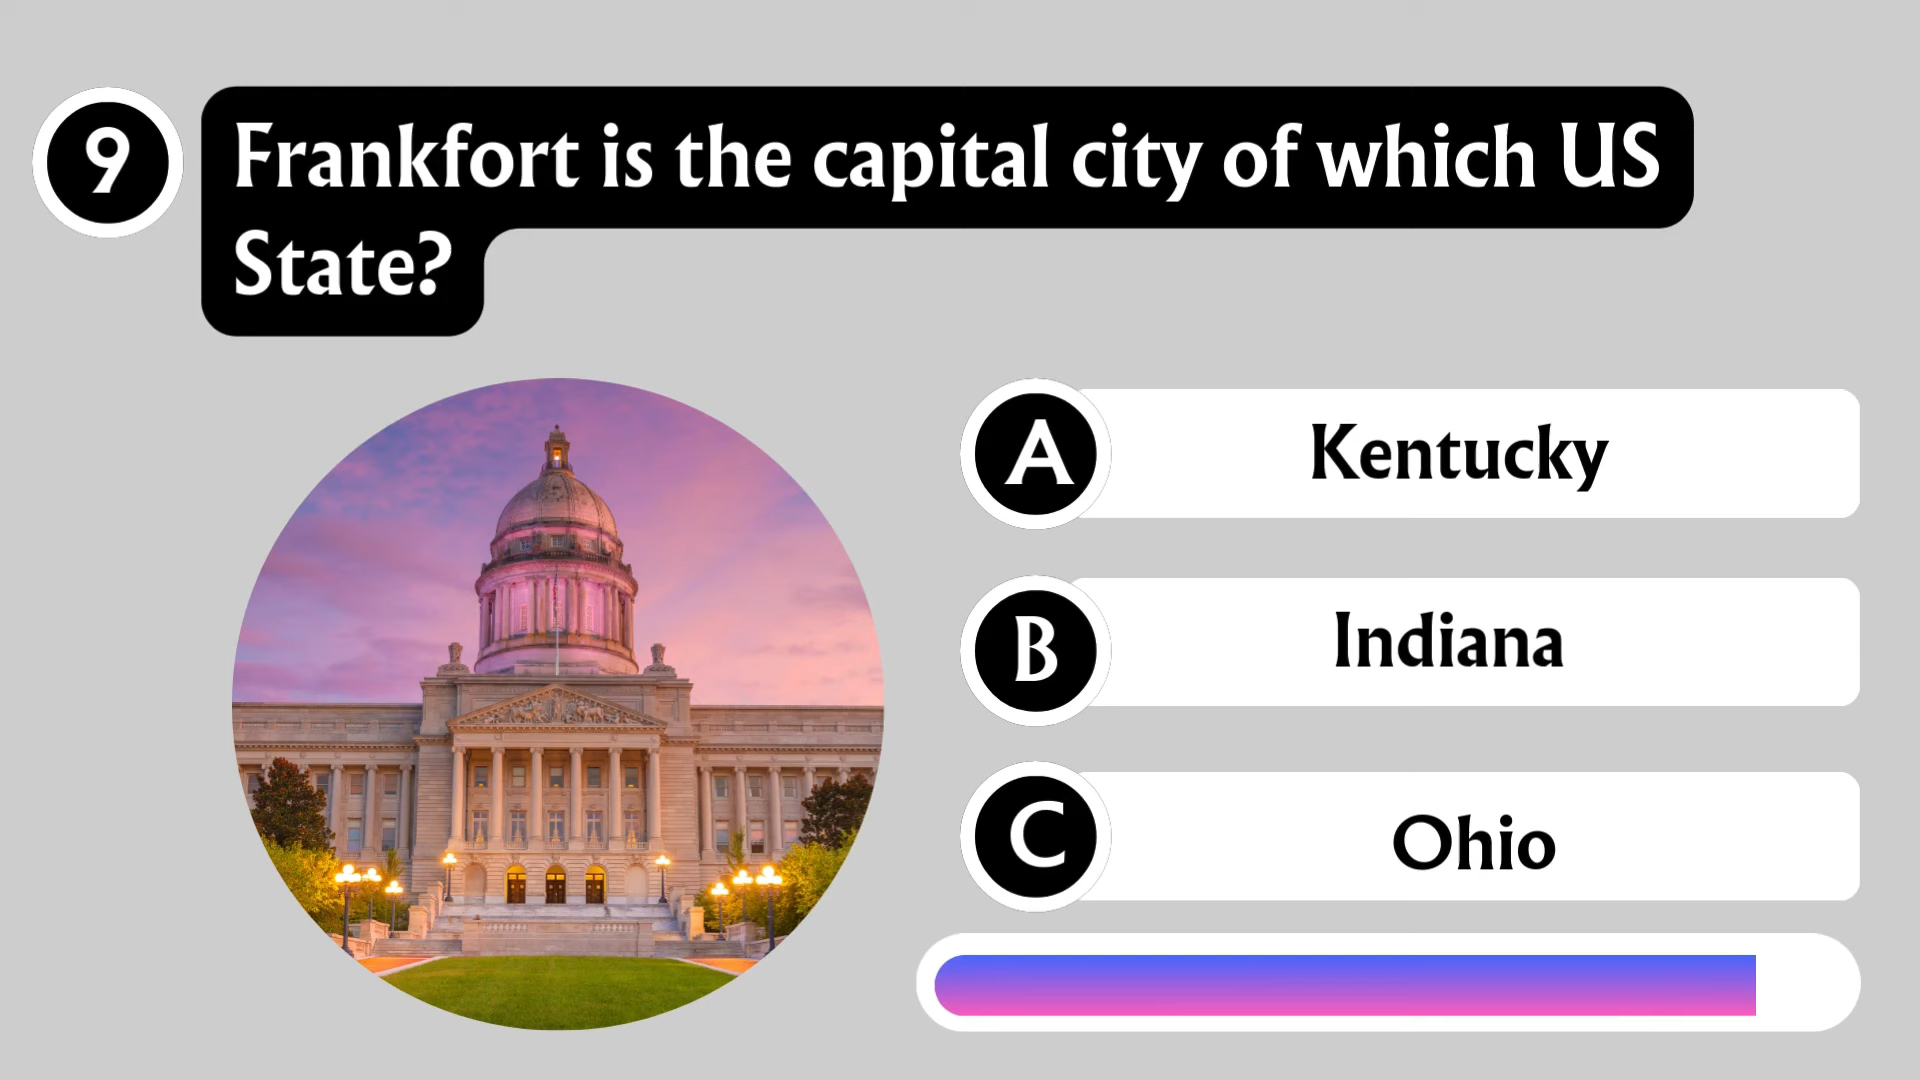 9
Frankfort is the capital city of which US
State?
A
Kentucky
B
Indiana
C
Ohio